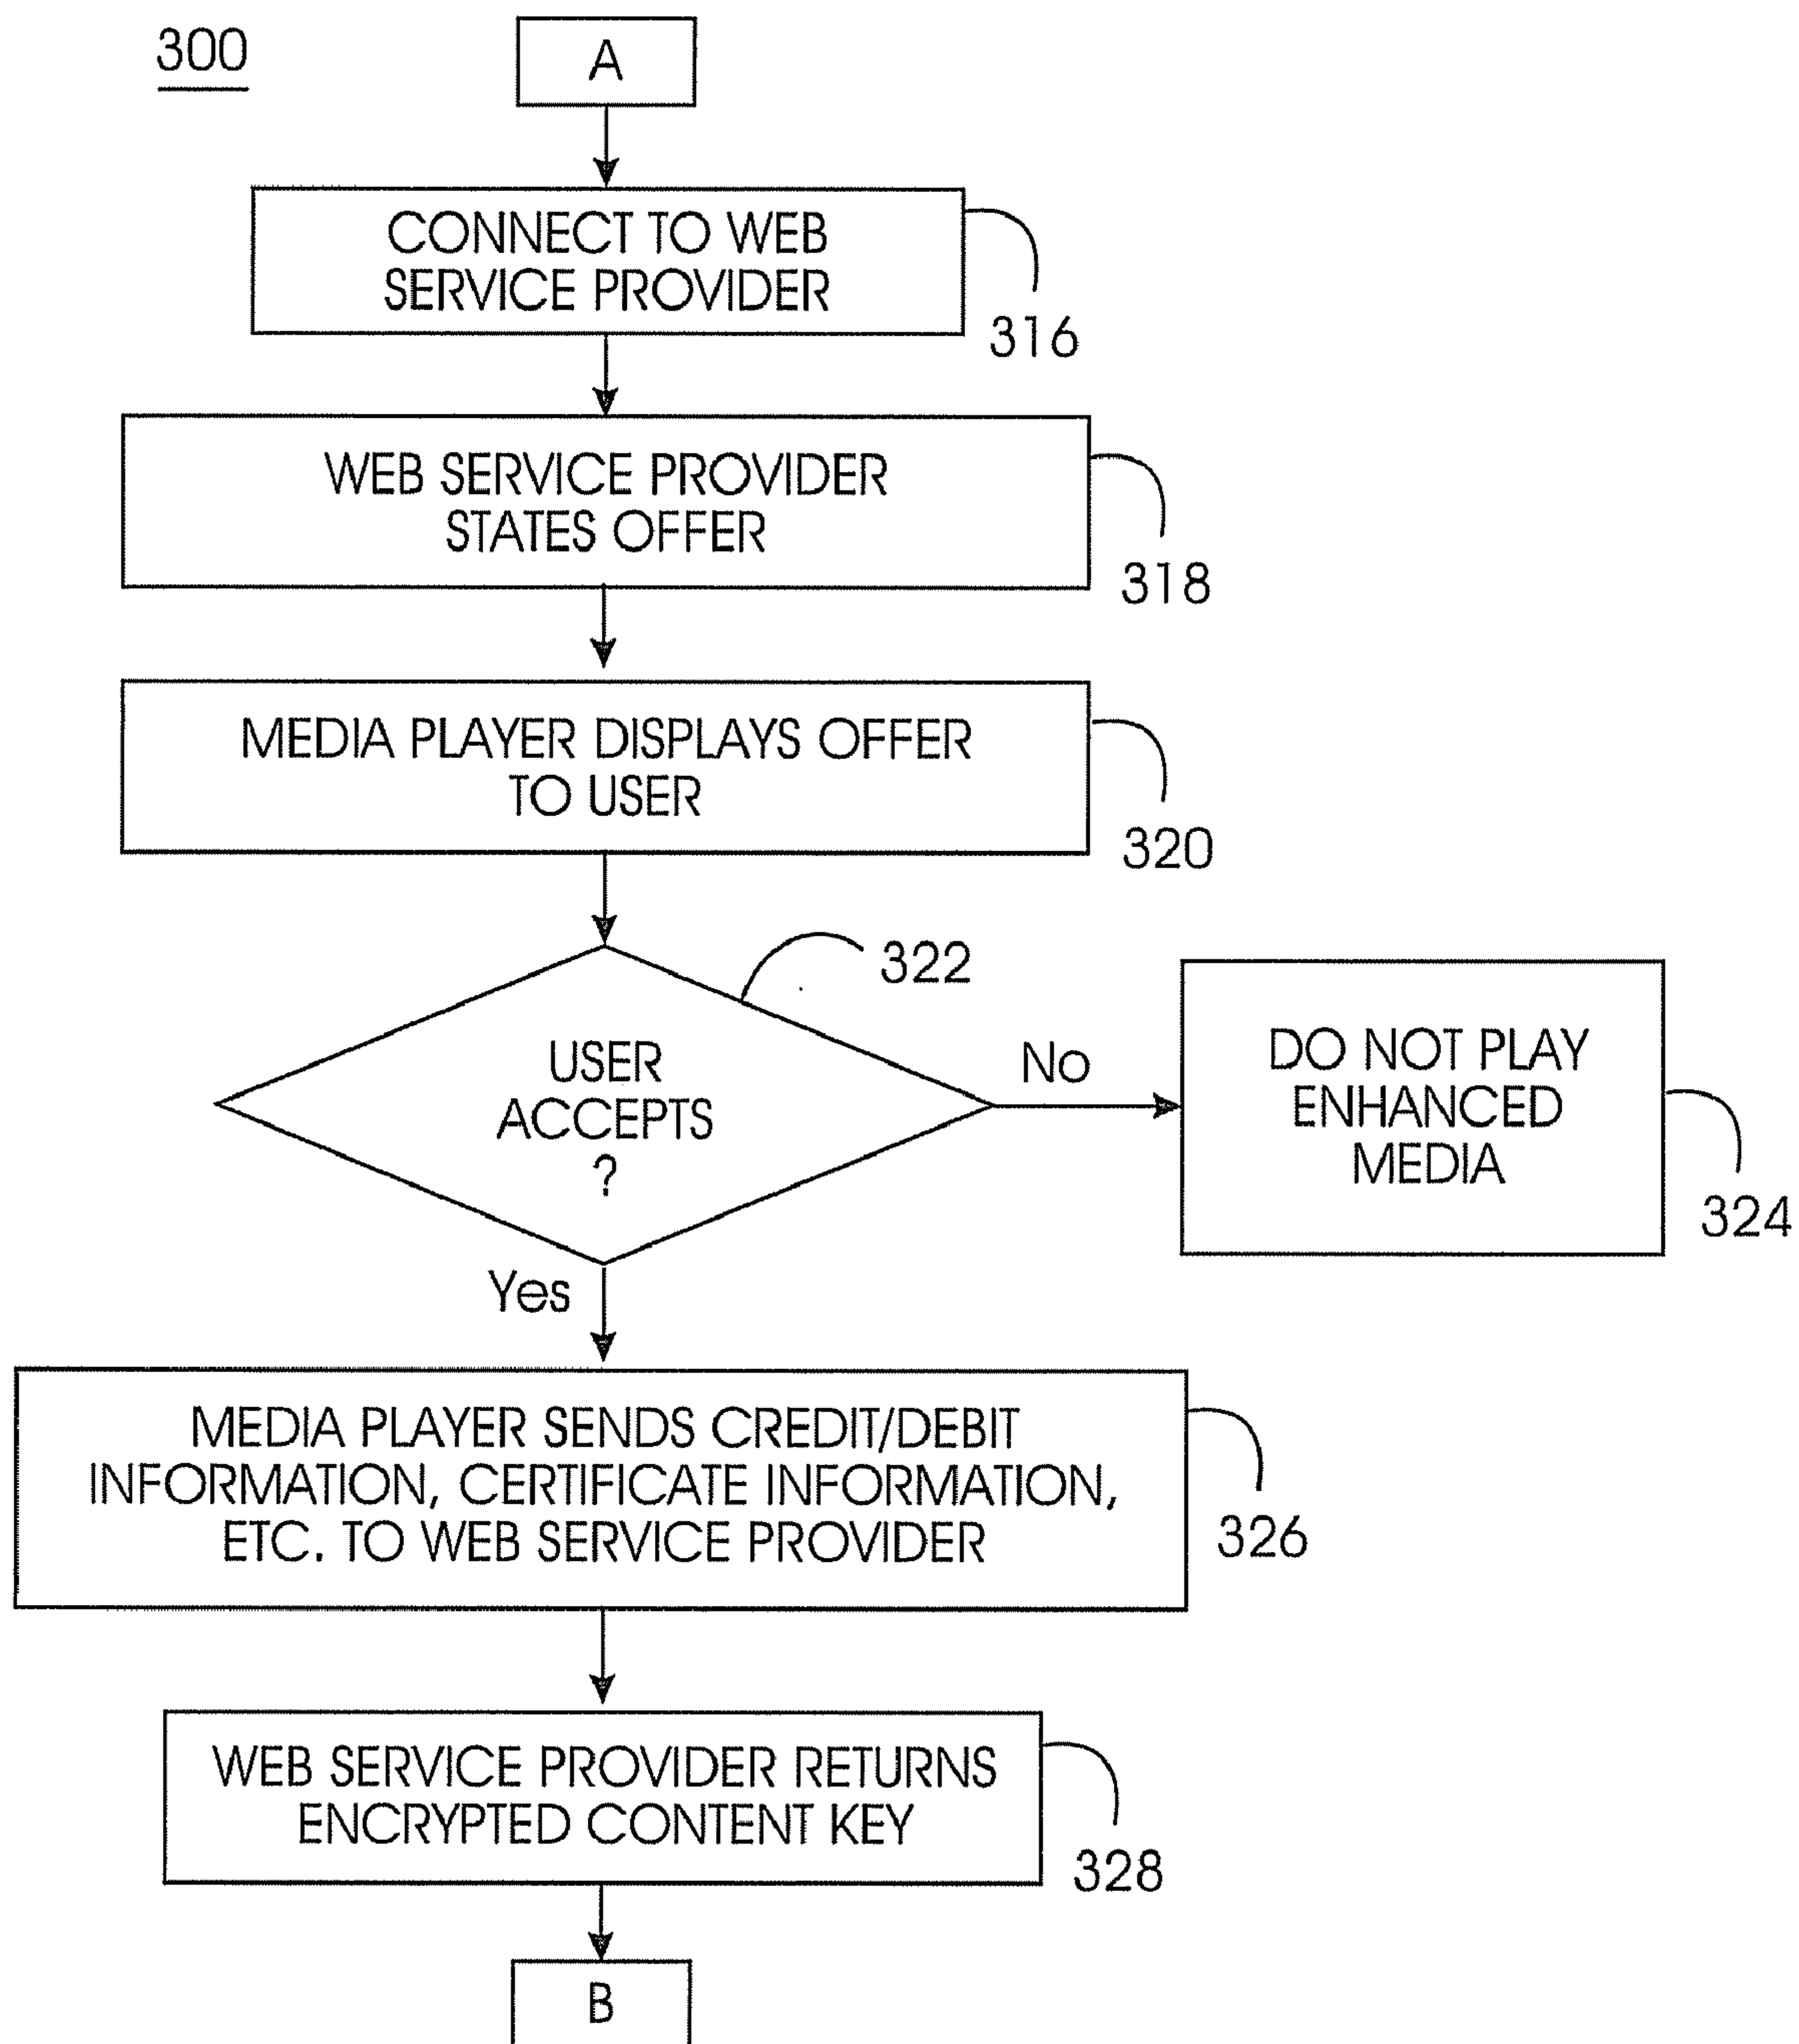 300
A
CONNECT TO WEB
SERVICE PROVIDER
316
WEB SERVICE PROVIDER
STATES OFFER
318
MEDIA PLAYER DISPLAYS OFFER
TO USER
320
322
USER
ACCEPTS
?
No
DO NOT PLAY
ENHANCED
MEDIA
324
Yes
MEDIA PLAYER SENDS CREDIT/DEBIT
INFORMATION, CERTIFICATE INFORMATION,
ETC. TO WEB SERVICE PROVIDER
326
WEB SERVICE PROVIDER RETURNS
ENCRYPTED CONTENT KEY
328
B